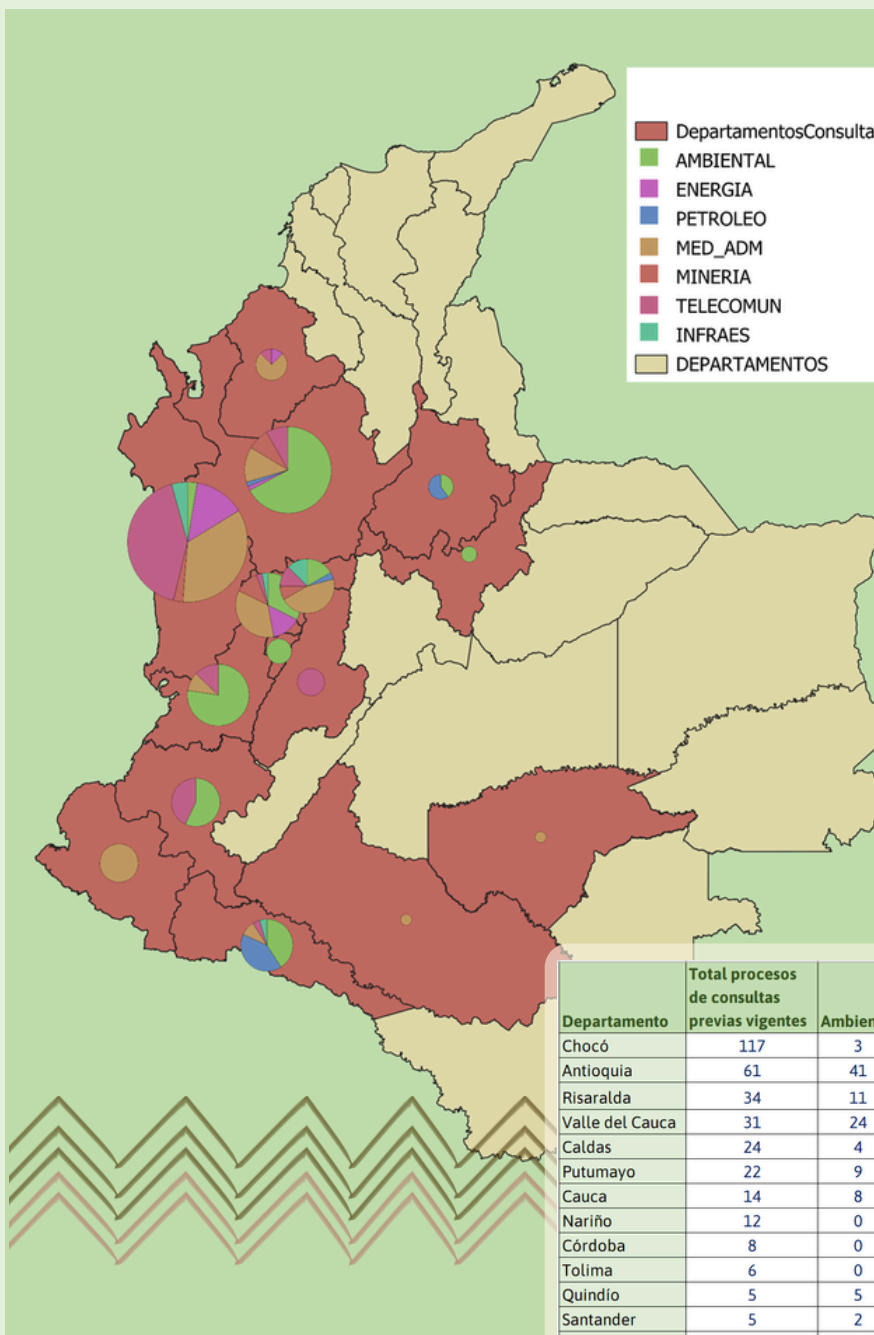 DepartamentosConsulta
AMBIENTAL
ENERGIA
PETROLEO
MED_ADM
MINERIA
TELECOMUN
INFRAES
DEPARTAMENTOS
Departamento Total procesos de consultas previas vigentes Ambien
Chocó 117 3
Antioquia 61 41
Risaralda 34 11
Valle del Cauca 31 24
Caldas 24 4
Putumayo 22 9
Cauca 14 8
Nariño 12 0
Córdoba 8 0
Tolima 6 0
Quindío 5 5
Santander 5 2